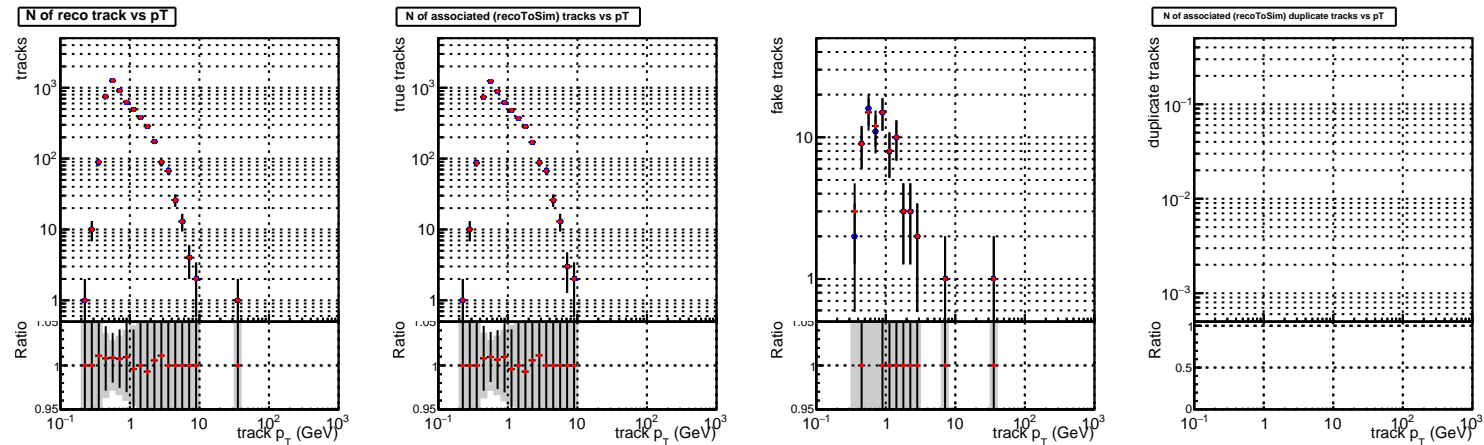 N of reco track vs pT
tracks
10³
10²
10
1
Ratio
1.05
1
0.95
10⁻¹ 1 10 10² 10³
track p_T (GeV)
N of associated (recoToSim) tracks vs pT
true tracks
10³
10²
10
1
Ratio
1.05
1
0.95
10⁻¹ 1 10 10² 10³
track p_T (GeV)
fake tracks
10
1
Ratio
1.05
1
0.95
10⁻¹ 1 10 10² 10³
track p_T (GeV)
N of associated (recoToSim) duplicate tracks vs pT
duplicate tracks
10⁻¹
10⁻²
10⁻³
Ratio
1
0.5
0
10⁻¹ 1 10 10² 10³
track p_T (GeV)